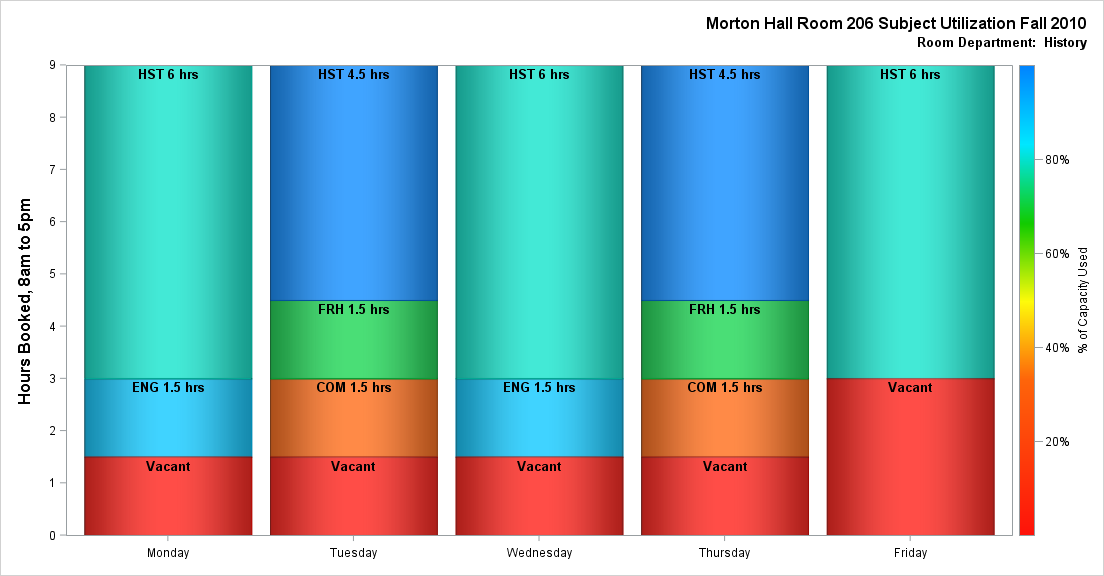 Morton Hall Room 206 Subject Utilization Fall 2010
Room Department:  History
Hours Booked, 8am to 5pm
9
8
7
6
5
4
3
2
1
0
HST 6 hrs
ENG 1.5 hrs
Vacant
HST 4.5 hrs
FRH 1.5 hrs
COM 1.5 hrs
Vacant
HST 6 hrs
ENG 1.5 hrs
Vacant
HST 4.5 hrs
FRH 1.5 hrs
COM 1.5 hrs
Vacant
HST 6 hrs
Vacant
Monday
Tuesday
Wednesday
Thursday
Friday
80%
60%
40%
20%
% of Capacity Used